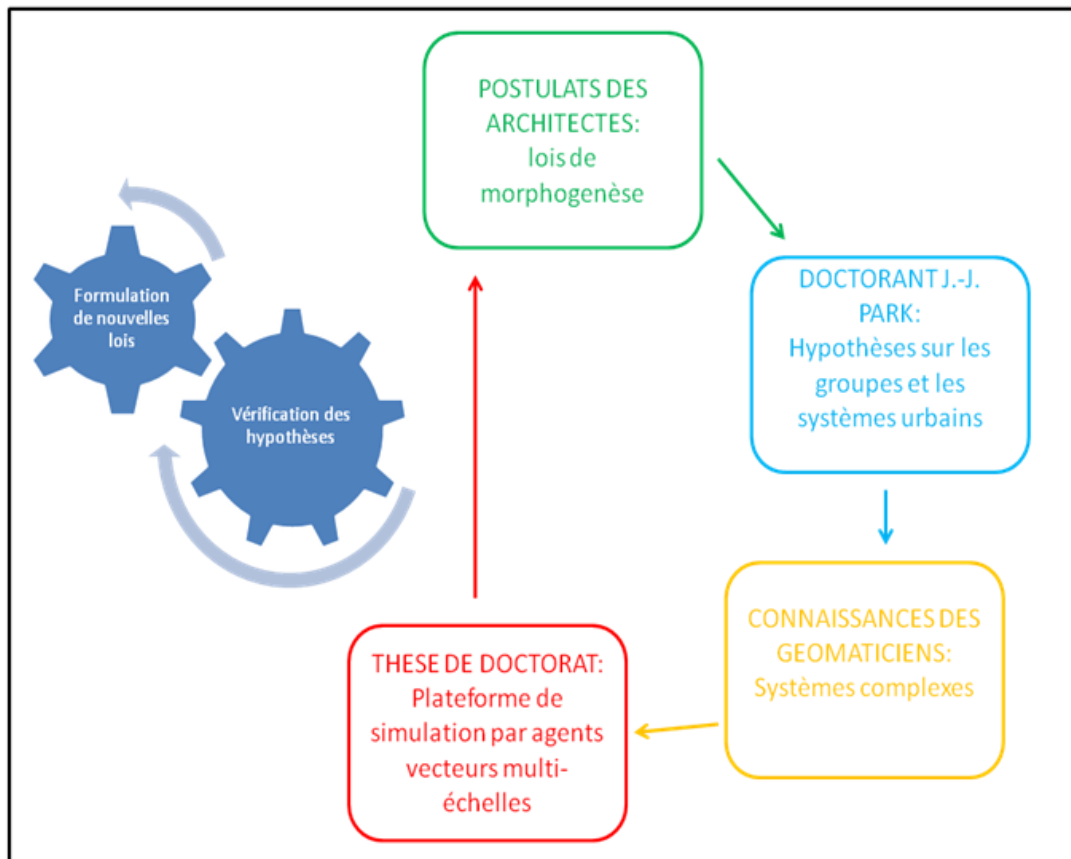 POSTULATS DES
ARCHITECTES:
lois de
morphogenèse
DOCTORANT J.-J.
PARK:
Hypothèses sur les
groupes et les
systèmes urbains
CONNAISSANCES DES
GEOMATICIENS:
Systèmes complexes
THESE DE DOCTORAT:
Plateforme de
simulation par agents
vecteurs multi-
échelles
Formulation
de nouvelles
lois
Vérification des
hypothèses